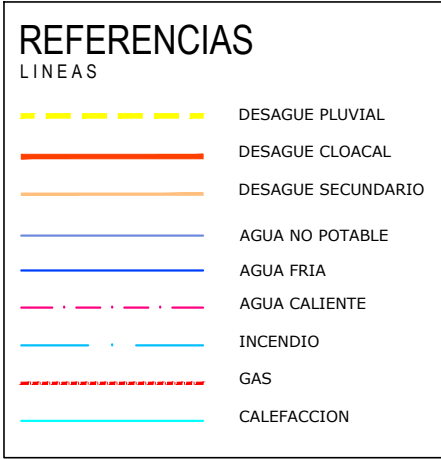 REFERENCIAS
LINEAS
DESAGUE PLUVIAL
DESAGUE CLOACAL
DESAGUE SECUNDARIO
AGUA NO POTABLE
AGUA FRIA
AGUA CALIENTE
INCENDIO
GAS
CALEFACCION